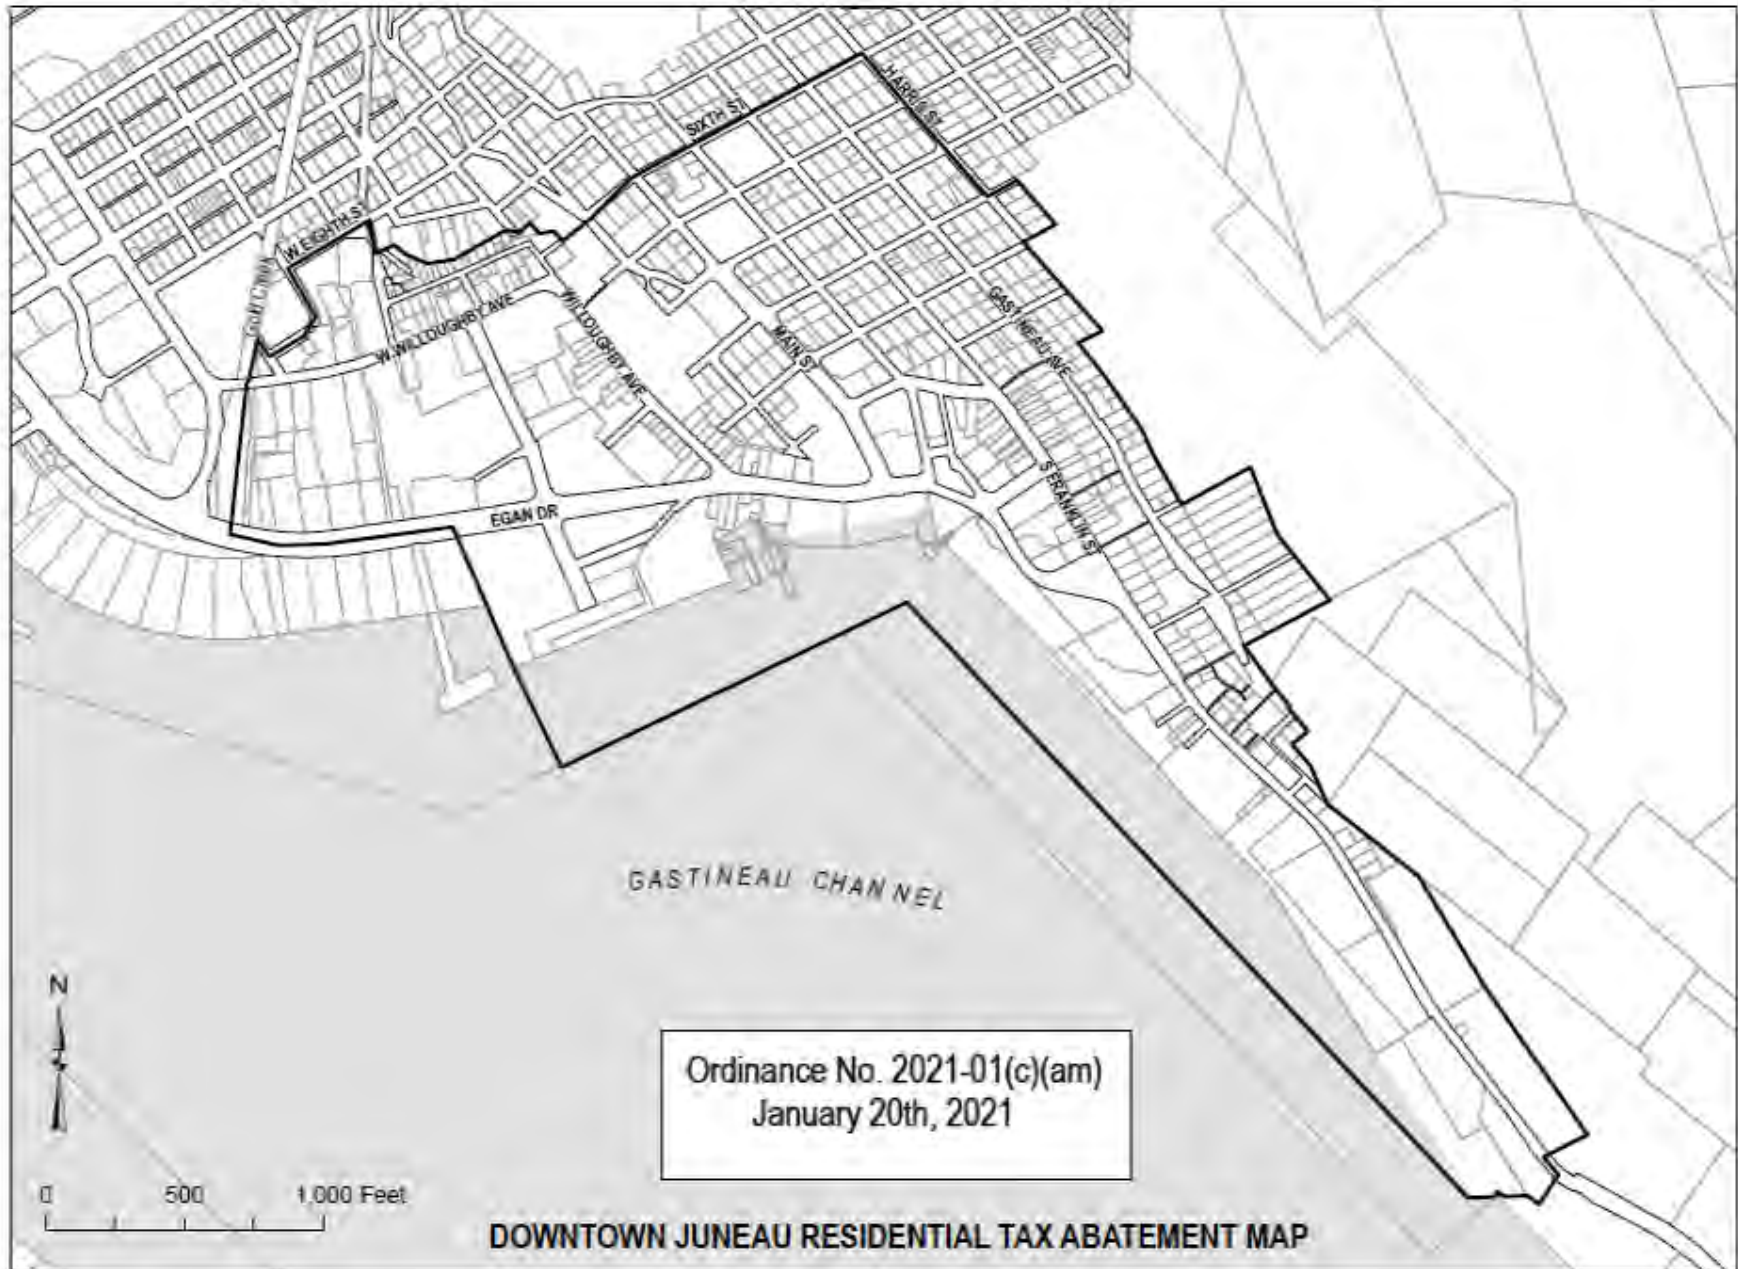 HARRIS ST
SIXTH ST
W EIGHTH ST
Gold Creek
GASTINEAU AVE
W WILLOUGHBY AVE
WILLOUGHBY AVE
MAIN ST
S FRANKLIN ST
EGAN DR
GASTINEAU CHANNEL
N
Ordinance No. 2021-01(c)(am)
January 20th, 2021
0 500 1,000 Feet
DOWNTOWN JUNEAU RESIDENTIAL TAX ABATEMENT MAP